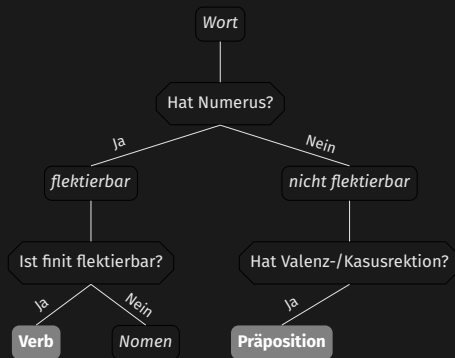 Wort
Hat Numerus?
Ja
Nein
flektierbar
nicht flektierbar
Ist finit flektierbar?
Hat Valenz-/Kasusrektion?
Ja
Nein
Ja
Verb
Nomen
Präposition